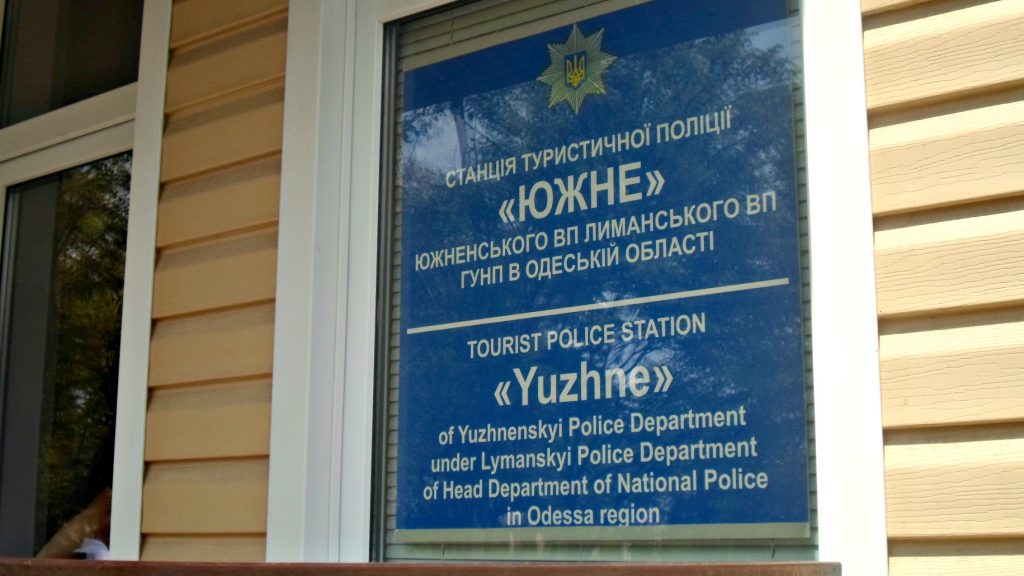 СТАНЦІЯ ТУРИСТИЧНОЇ ПОЛІЦІЇ
«ЮЖНЕ»
ЮЖНЕНСЬКОГО ВП ЛИМАНСЬКОГО ВП
ГУНП В ОДЕСЬКІЙ ОБЛАСТІ
TOURIST POLICE STATION
«Yuzhne»
of Yuzhnenskyi Police Department
under Lymanskyi Police Department
of Head Department of National Police
in Odessa region